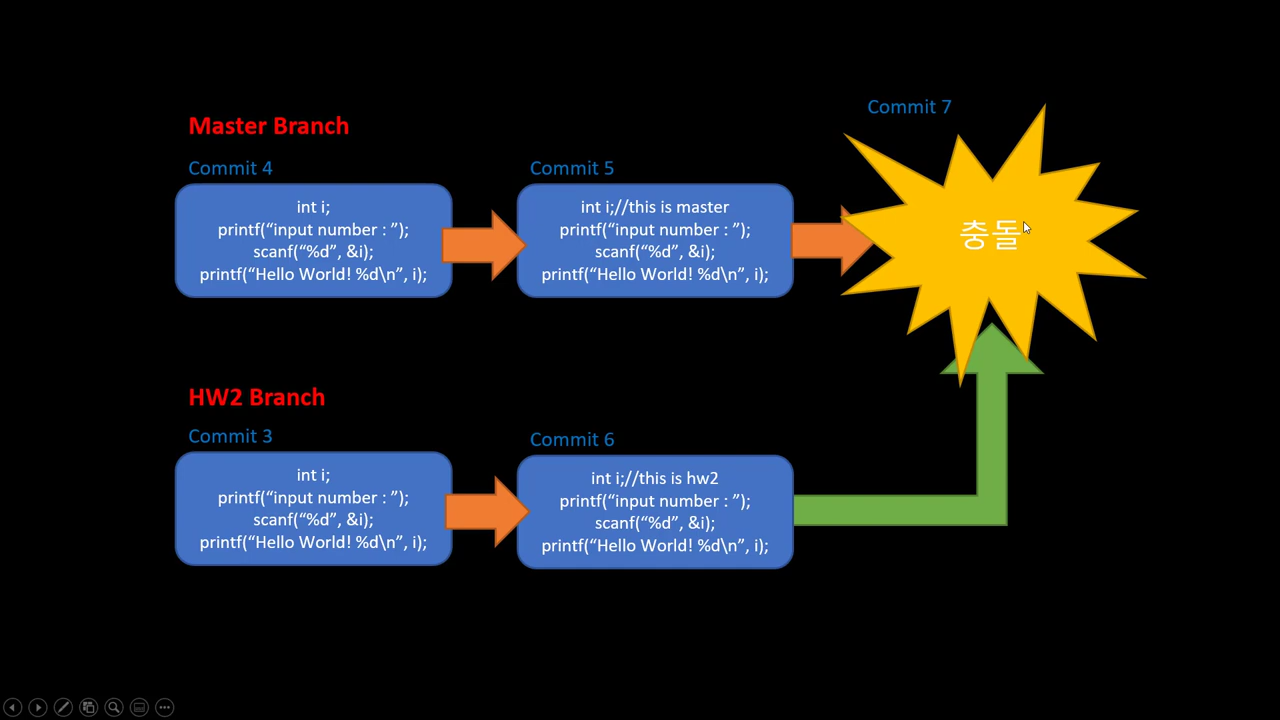 Master Branch
Commit 4
int i;
printf(“input number : ”);
scanf(“%d”, &i);
printf(“Hello World! %d\n”, i);
Commit 5
int i;//this is master
printf(“input number : ”);
scanf(“%d”, &i);
printf(“Hello World! %d\n”, i);
Commit 7
충돌
HW2 Branch
Commit 3
int i;
printf(“input number : ”);
scanf(“%d”, &i);
printf(“Hello World! %d\n”, i);
Commit 6
int i;//this is hw2
printf(“input number : ”);
scanf(“%d”, &i);
printf(“Hello World! %d\n”, i);